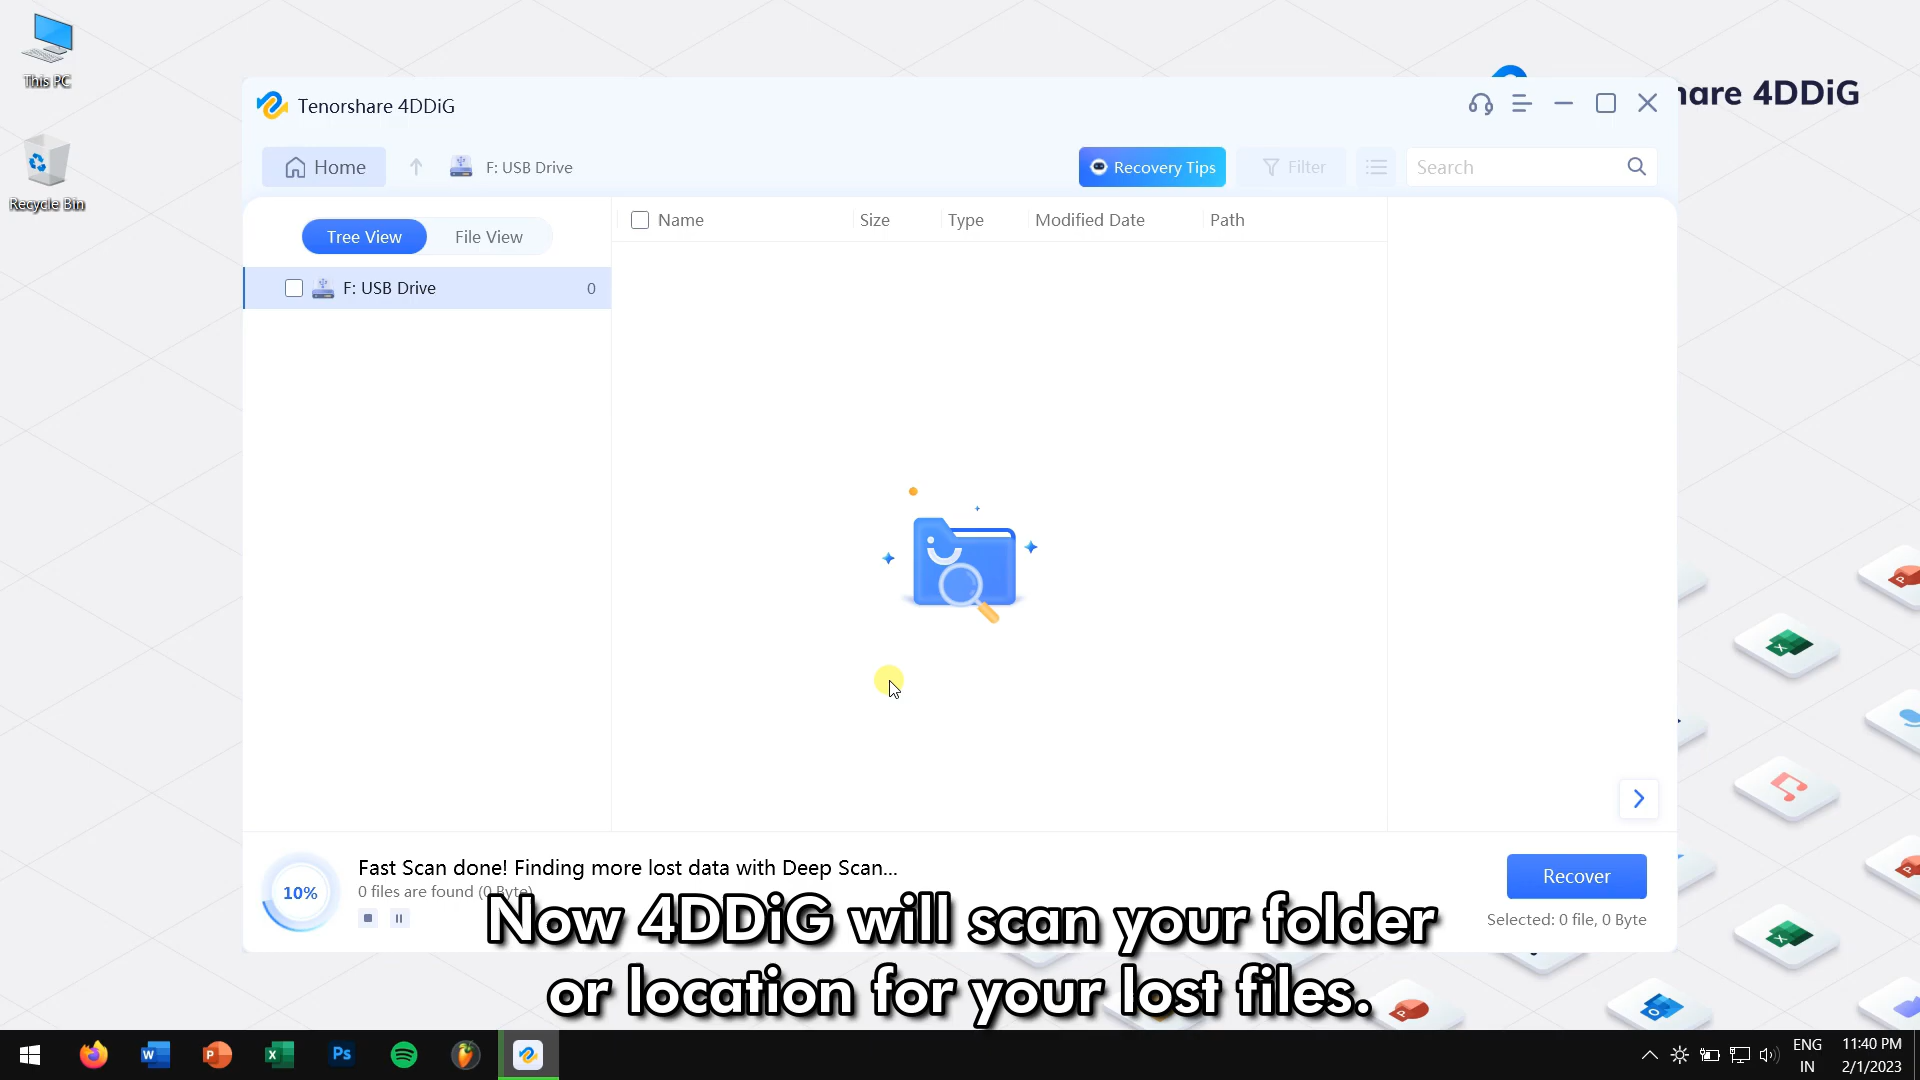 This PC
Recycle Bin
hare 4DDiG
Tenorshare 4DDiG
Home
F: USB Drive
Recovery Tips
Filter
Search
Tree View
File View
Name
Size
Type
Modified Date
Path
F: USB Drive
0
10%
Fast Scan done! Finding more lost data with Deep Scan...
0 files are found (0 Byte)
Recover
Selected: 0 file, 0 Byte
Now 4DDiG will scan your folder
or location for your lost files.
ENG
IN
11:40 PM
2/1/2023